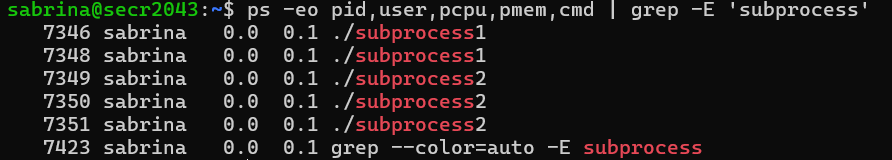 sabrina@secr2043:~$ ps -eo pid,user,pcpu,pmem,cmd | grep -E 'subprocess'
7346 sabrina 0.0 0.1 ./subprocess1
7348 sabrina 0.0 0.1 ./subprocess1
7349 sabrina 0.0 0.1 ./subprocess2
7350 sabrina 0.0 0.1 ./subprocess2
7351 sabrina 0.0 0.1 ./subprocess2
7423 sabrina 0.0 0.1 grep --color=auto -E subprocess